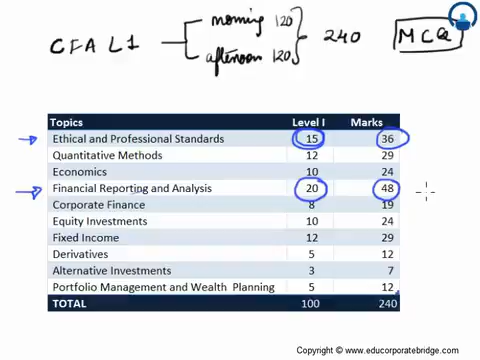 morning 120
CFA L1 240 MCQ
afternoon 120
Topics Level I Marks
Ethical and Professional Standards 15 36
Quantitative Methods 12 29
Economics 10 24
Financial Reporting and Analysis 20 48
Corporate Finance 8 19
Equity Investments 10 24
Fixed Income 12 29
Derivatives 5 12
Alternative Investments 3 7
Portfolio Management and Wealth Planning 5 12
TOTAL 100 240
Copyright © www.educorporatebridge.com